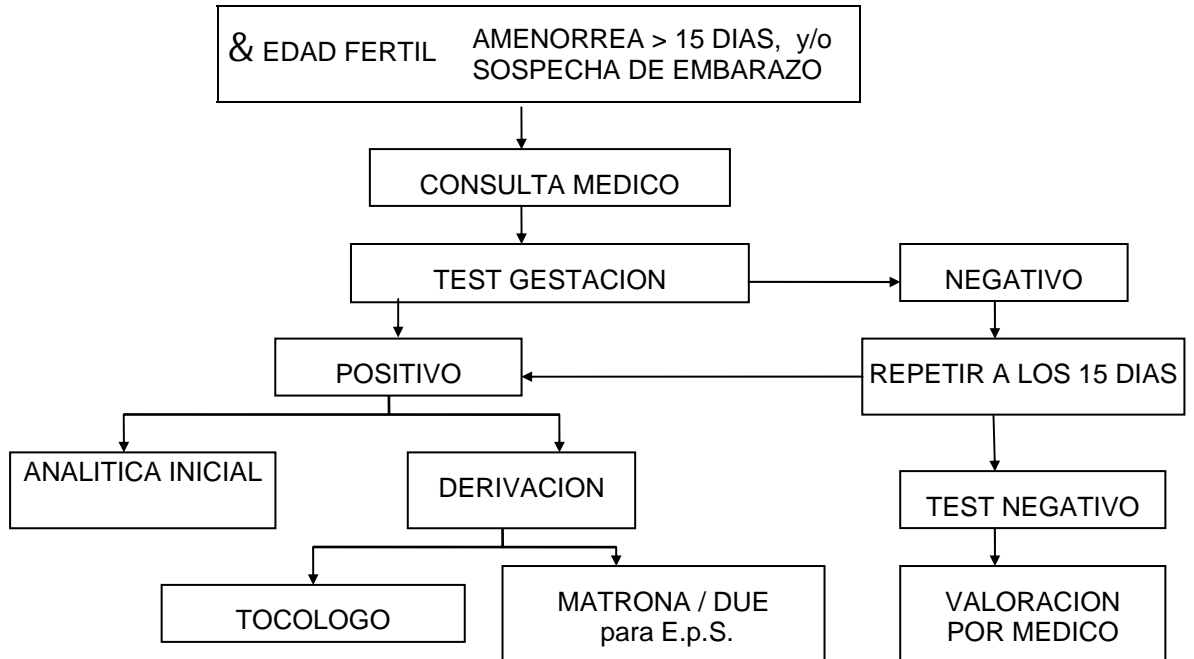 & EDAD FERTIL AMENORREA > 15 DIAS, y/o
SOSPECHA DE EMBARAZO
CONSULTA MEDICO
TEST GESTACION
NEGATIVO
POSITIVO
REPETIR A LOS 15 DIAS
ANALITICA INICIAL
DERIVACION
TEST NEGATIVO
TOCOLOGO
MATRONA / DUE
para E.p.S.
VALORACION
POR MEDICO